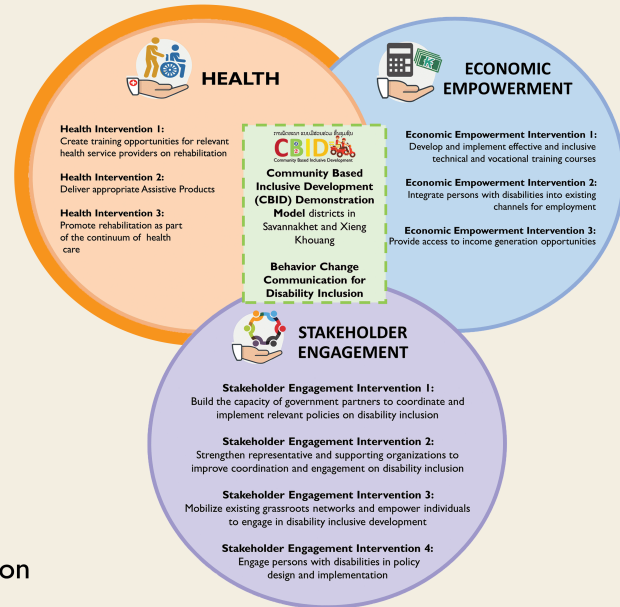 HEALTH
Health Intervention 1:
Create training opportunities for relevant
health service providers on rehabilitation
Health Intervention 2:
Deliver appropriate Assistive Products
Health Intervention 3:
Promote rehabilitation as part
of the continuum of health
care
ECONOMIC
EMPOWERMENT
Economic Empowerment Intervention 1:
Develop and implement effective and inclusive
technical and vocational training courses
Economic Empowerment Intervention 2:
Integrate persons with disabilities into existing
channels for employment
Economic Empowerment Intervention 3:
Provide access to income generation opportunities
CBID
Community Based Inclusive Development
Community Based
Inclusive Development
(CBID) Demonstration
Model districts in
Savannakhet and Xieng
Khouang
Behavior Change
Communication for
Disability Inclusion
STAKEHOLDER
ENGAGEMENT
Stakeholder Engagement Intervention 1:
Build the capacity of government partners to coordinate and
implement relevant policies on disability inclusion
Stakeholder Engagement Intervention 2:
Strengthen representative and supporting organizations to
improve coordination and engagement on disability inclusion
Stakeholder Engagement Intervention 3:
Mobilize existing grassroots networks and empower individuals
to engage in disability inclusive development
Stakeholder Engagement Intervention 4:
Engage persons with disabilities in policy
design and implementation
on